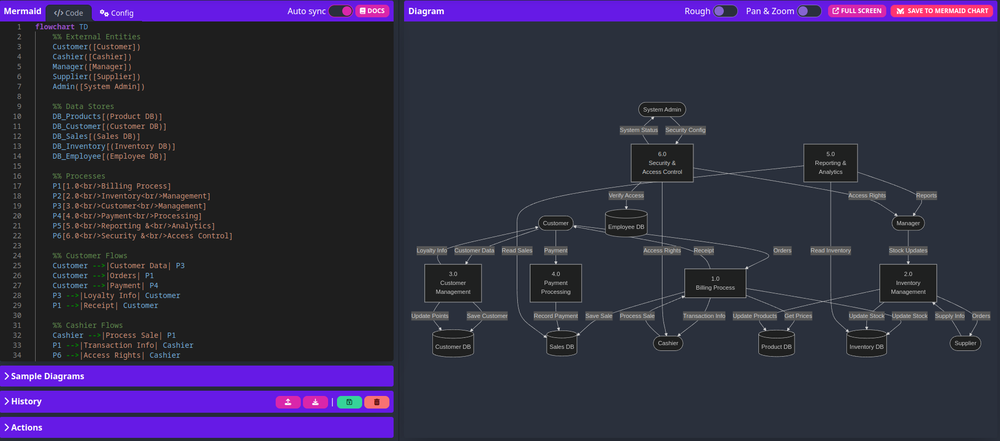 Mermaid
Code
Config
Auto sync
DOCS
1 flowchart TD
2 %% External Entities
3 Customer([Customer])
4 Cashier([Cashier])
5 Manager([Manager])
6 Supplier([Supplier])
7 Admin([System Admin])
8
9 %% Data Stores
10 DB_Products[(Product DB)]
11 DB_Customer[(Customer DB)]
12 DB_Sales[(Sales DB)]
13 DB_Inventory[(Inventory DB)]
14 DB_Employee[(Employee DB)]
15
16 %% Processes
17 P1[1.0<br/>Billing Process]
18 P2[2.0<br/>Inventory<br/>Management]
19 P3[3.0<br/>Customer<br/>Management]
20 P4[4.0<br/>Payment<br/>Processing]
21 P5[5.0<br/>Reporting &<br/>Analytics]
22 P6[6.0<br/>Security &<br/>Access Control]
23
24 %% Customer Flows
25 Customer -->|Customer Data| P3
26 Customer -->|Orders| P1
27 Customer -->|Payment| P4
28 P3 -->|Loyalty Info| Customer
29 P1 -->|Receipt| Customer
30
31 %% Cashier Flows
32 Cashier -->|Process Sale| P1
33 P1 -->|Transaction Info| Cashier
34 P6 -->|Access Rights| Cashier
Sample Diagrams
History
|
Actions
Diagram
Rough
Pan & Zoom
FULL SCREEN
SAVE TO MERMAID CHART
System Admin
System Status
Security Config
6.0
Security &
Access Control
5.0
Reporting &
Analytics
Verify Access
Access Rights
Reports
Customer
Employee DB
Manager
Loyalty Info
Customer Data
Read Sales
Payment
Access Rights
Receipt
Orders
Read Inventory
Stock Updates
3.0
Customer
Management
4.0
Payment
Processing
1.0
Billing Process
2.0
Inventory
Management
Update Points
Save Customer
Record Payment
Save Sale
Process Sale
Transaction Info
Update Products
Get Prices
Update Stock
Update Stock
Supply Info
Orders
Customer DB
Sales DB
Cashier
Product DB
Inventory DB
Supplier